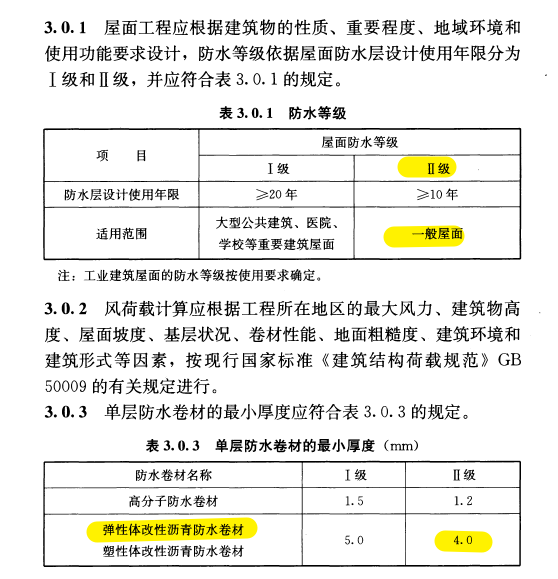 3.0.1 屋面工程应根据建筑物的性质、重要程度、地域环境和
使用功能要求设计，防水等级依据屋面防水层设计使用年限分为
Ⅰ级和Ⅱ级，并应符合表 3.0.1 的规定。
表 3.0.1 防水等级
项 目
屋面防水等级
Ⅰ级
Ⅱ级
防水层设计使用年限
≥20 年
≥10 年
适用范围
大型公共建筑、医院、
学校等重要建筑屋面
一般屋面
注：工业建筑屋面的防水等级按使用要求确定。
3.0.2 风荷载计算应根据工程所在地区的最大风力、建筑物高
度、屋面坡度、基层状况、卷材性能、地面粗糙度、建筑环境和
建筑形式等因素，按现行国家标准《建筑结构荷载规范》GB
50009 的有关规定进行。
3.0.3 单层防水卷材的最小厚度应符合表 3.0.3 的规定。
表 3.0.3 单层防水卷材的最小厚度（mm）
防水卷材名称
Ⅰ级
Ⅱ级
高分子防水卷材
1.5
1.2
弹性体改性沥青防水卷材
塑性体改性沥青防水卷材
5.0
4.0